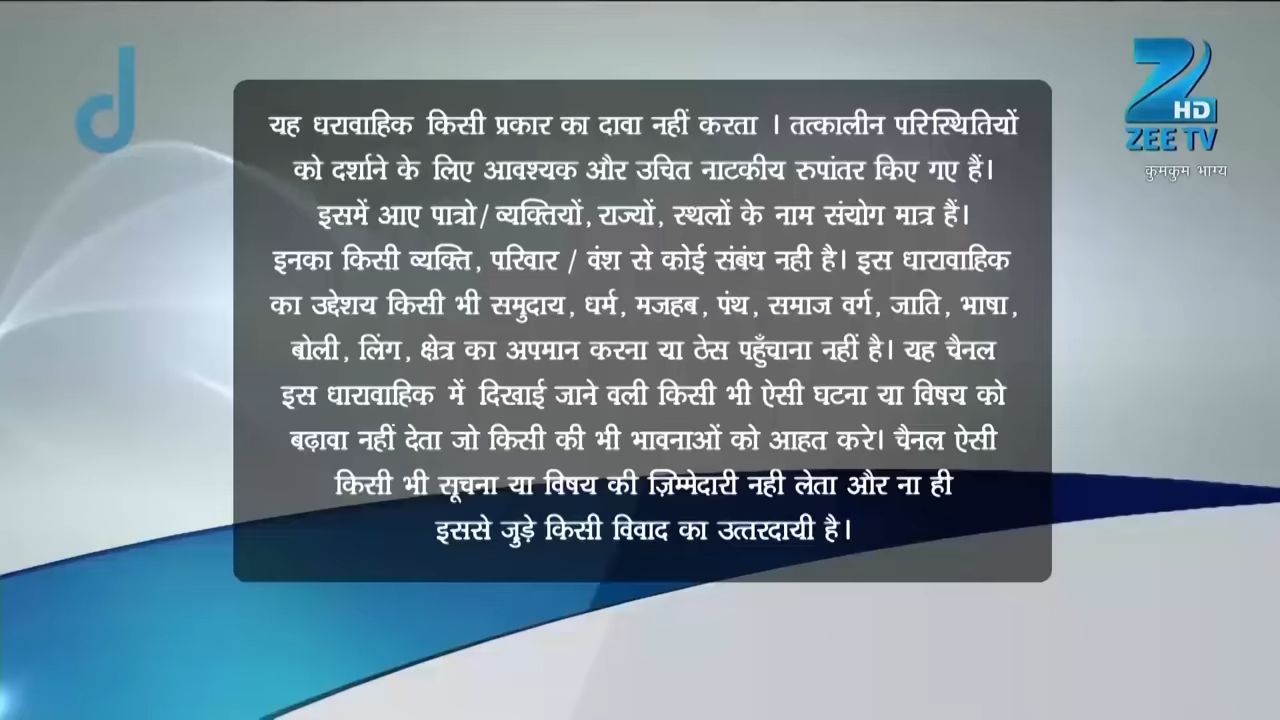 यह धरावाहिक किसी प्रकार का दावा नहीं करता । तत्कालीन परिस्थितियों
को दर्शाने के लिए आवश्यक और उचित नाटकीय रुपांतर किए गए हैं।
इसमें आए पात्रो/ व्यक्तियों, राज्यों, स्थलों के नाम संयोग मात्र हैं।
इनका किसी व्यक्ति, परिवार / वंश से कोई संबंघ नही है। इस धारावाहिक
का उद्देशय किसी भी समुदाय, धर्म, मजहब, पंथ, समाज वर्ग, जाति, भाषा,
बोली, लिंग, क्षेत्र का अपमान करना या ठेस पहुँचाना नहीं है। यह चैनल
इस धारावाहिक में दिखाई जाने वली किसी भी ऐसी घटना या विषय को
बढ़ावा नहीं देता जो किसी की भी भावनाओं को आहत करे। चैनल ऐसी
किसी भी सूचना या विषय की ज़िम्मेदारी नही लेता और ना ही
इससे जुड़े किसी विवाद का उत्तरदायी है।
d
Z HD
ZEE TV
कुमकुम भाग्य